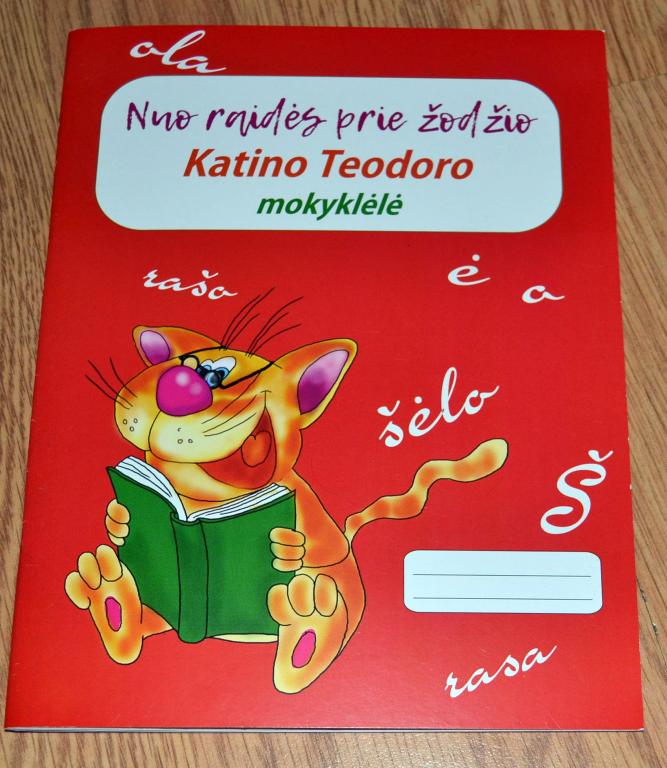 ola
Nuo raidės prie žodžio
Katino Teodoro
mokyklėlė
ė a
rašo
šėlo
Š
rasa